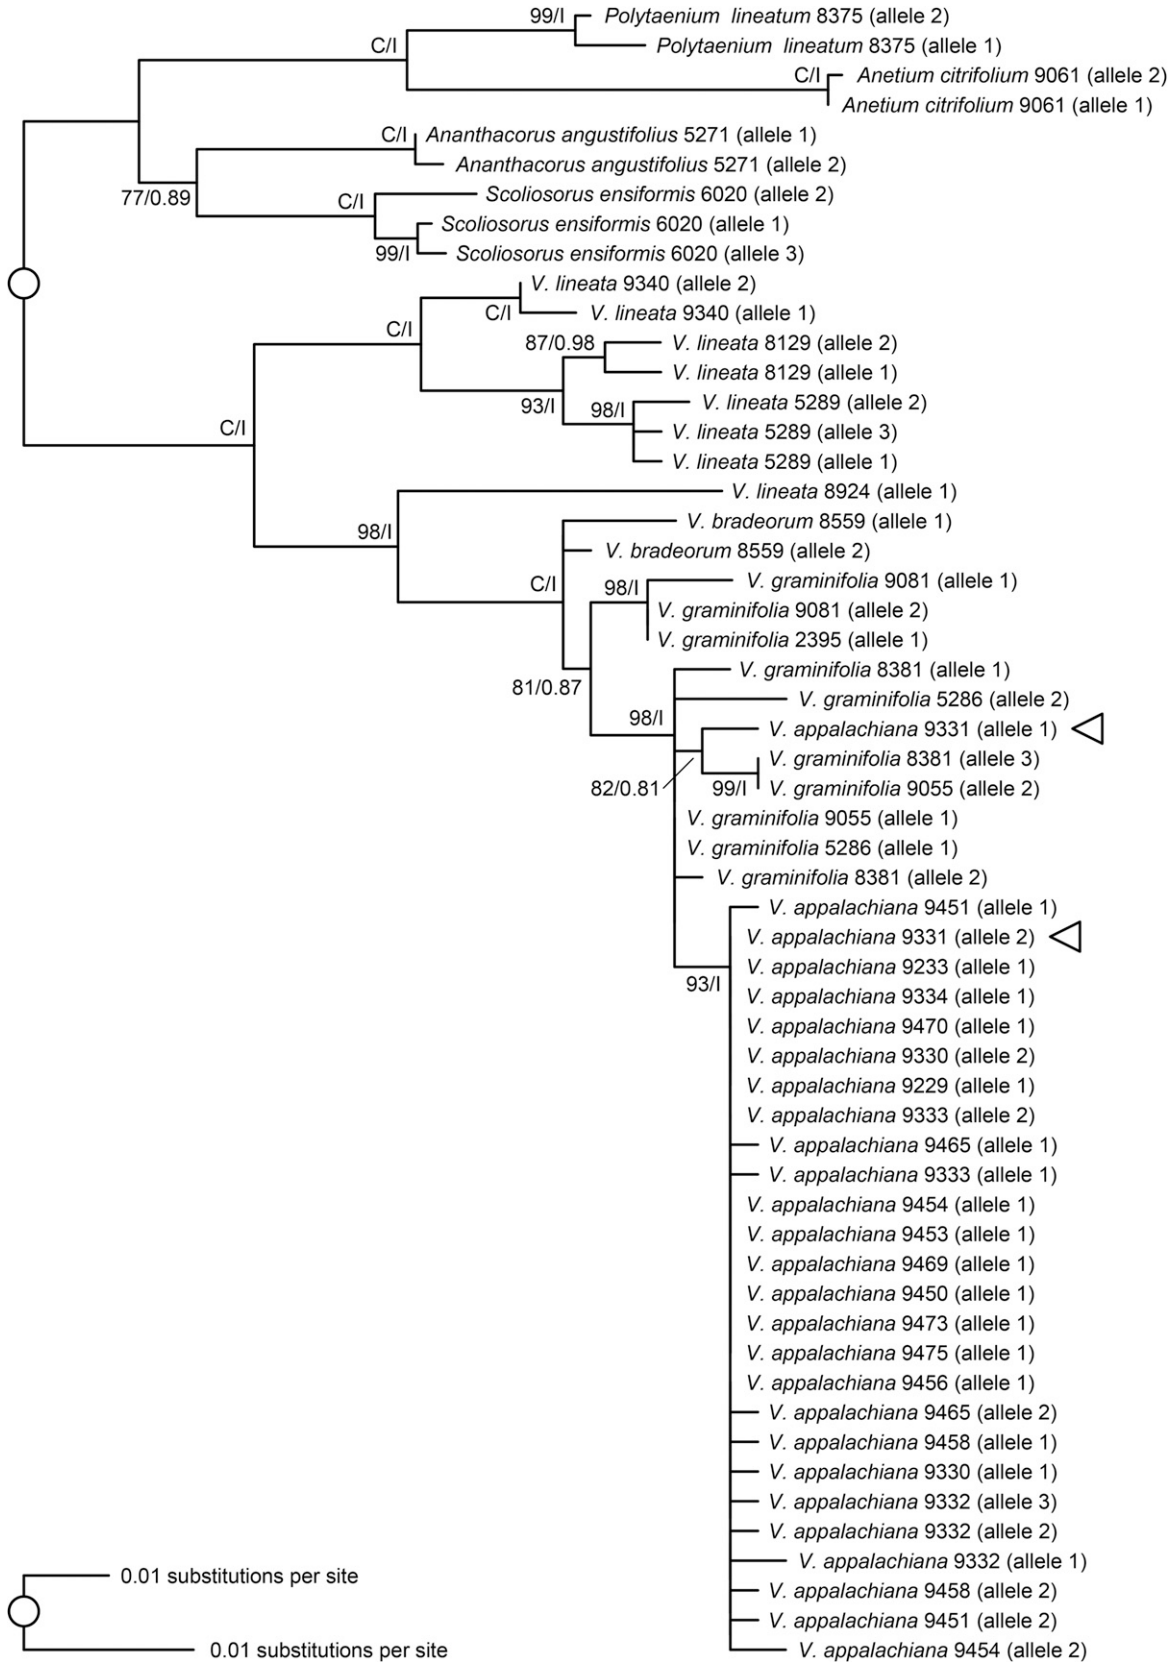 99/I
Polytaenium lineatum 8375 (allele 2)
C/I
Polytaenium lineatum 8375 (allele 1)
C/I
Anetium citrifolium 9061 (allele 2)
Anetium citrifolium 9061 (allele 1)
C/I
Ananthacorus angustifolius 5271 (allele 1)
Ananthacorus angustifolius 5271 (allele 2)
77/0.89
C/I
Scoliosorus ensiformis 6020 (allele 2)
Scoliosorus ensiformis 6020 (allele 1)
99/I
Scoliosorus ensiformis 6020 (allele 3)
V. lineata 9340 (allele 2)
C/I
V. lineata 9340 (allele 1)
C/I
87/0.98
V. lineata 8129 (allele 2)
V. lineata 8129 (allele 1)
93/I
98/I
V. lineata 5289 (allele 2)
C/I
V. lineata 5289 (allele 3)
V. lineata 5289 (allele 1)
V. lineata 8924 (allele 1)
98/I
V. bradeorum 8559 (allele 1)
V. bradeorum 8559 (allele 2)
C/I
98/I
V. graminifolia 9081 (allele 1)
V. graminifolia 9081 (allele 2)
V. graminifolia 2395 (allele 1)
V. graminifolia 8381 (allele 1)
81/0.87
V. graminifolia 5286 (allele 2)
98/I
V. appalachiana 9331 (allele 1)
V. graminifolia 8381 (allele 3)
82/0.81
99/I
V. graminifolia 9055 (allele 2)
V. graminifolia 9055 (allele 1)
V. graminifolia 5286 (allele 1)
V. graminifolia 8381 (allele 2)
V. appalachiana 9451 (allele 1)
V. appalachiana 9331 (allele 2)
V. appalachiana 9233 (allele 1)
93/I
V. appalachiana 9334 (allele 1)
V. appalachiana 9470 (allele 1)
V. appalachiana 9330 (allele 2)
V. appalachiana 9229 (allele 1)
V. appalachiana 9333 (allele 2)
V. appalachiana 9465 (allele 1)
V. appalachiana 9333 (allele 1)
V. appalachiana 9454 (allele 1)
V. appalachiana 9453 (allele 1)
V. appalachiana 9469 (allele 1)
V. appalachiana 9450 (allele 1)
V. appalachiana 9473 (allele 1)
V. appalachiana 9475 (allele 1)
V. appalachiana 9456 (allele 1)
V. appalachiana 9465 (allele 2)
V. appalachiana 9458 (allele 1)
V. appalachiana 9330 (allele 1)
V. appalachiana 9332 (allele 3)
V. appalachiana 9332 (allele 2)
V. appalachiana 9332 (allele 1)
V. appalachiana 9458 (allele 2)
V. appalachiana 9451 (allele 2)
V. appalachiana 9454 (allele 2)
0.01 substitutions per site
0.01 substitutions per site